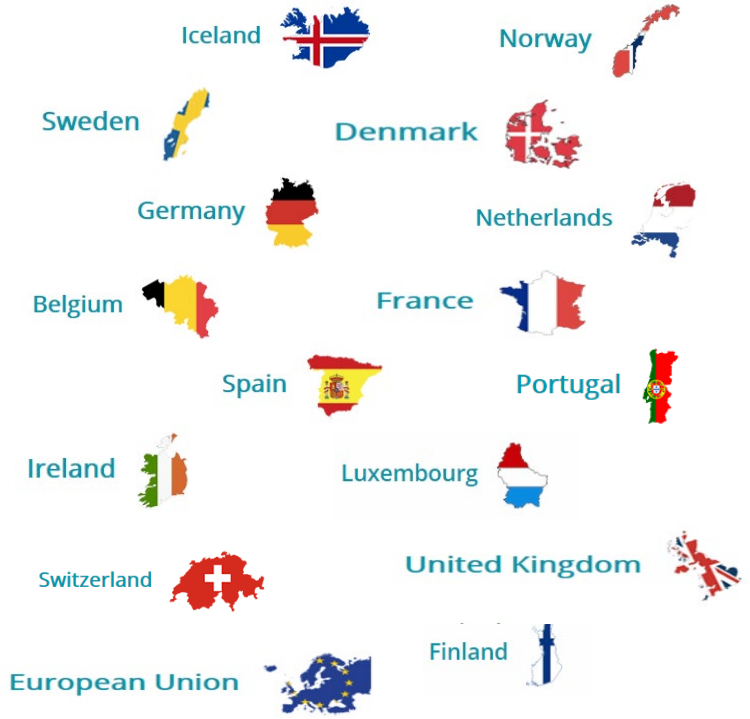 Iceland
Norway
Sweden
Denmark
Germany
Netherlands
Belgium
France
Spain
Portugal
Ireland
Luxembourg
United Kingdom
Switzerland
Finland
European Union